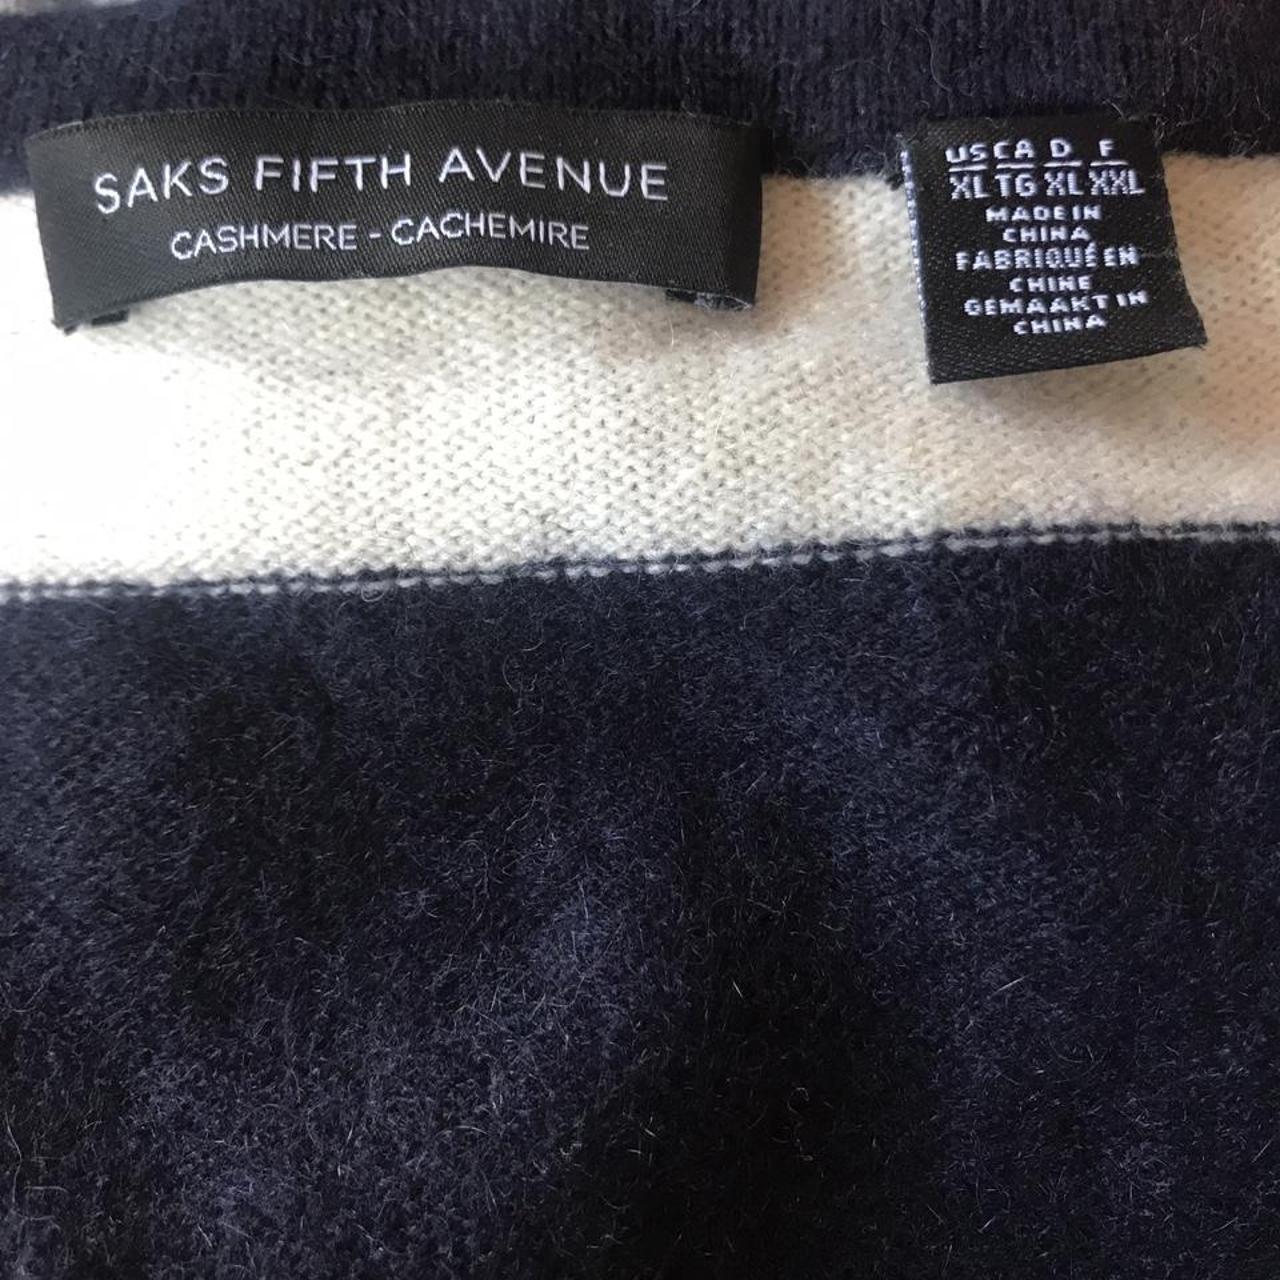 SAKS FIFTH AVENUE
CASHMERE - CACHEMIRE
US CA D F
XL TG XL XXL
MADE IN
CHINA
FABRIQUÉ EN
CHINE
GEMAAKT IN
CHINA